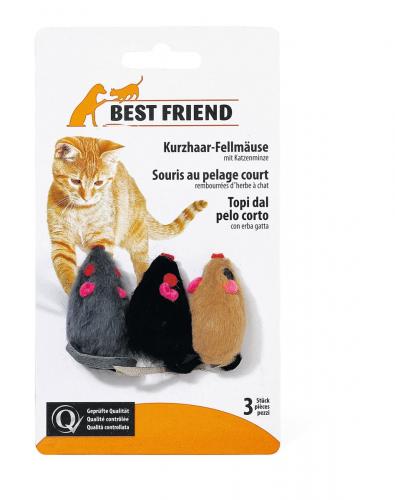 BEST FRIEND
Kurzhaar-Fellmäuse
mit Katzenminze
Souris au pelage court
rembourrées d'herbe à chat
Topi dal
pelo corto
con erba gatta
3 Stück
pièces
pezzi
Q
Geprüfte Qualität
Qualité contrôlée
Qualità controllata